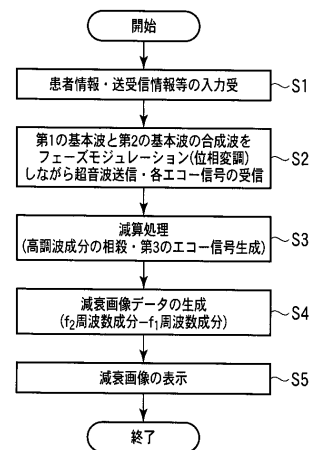 開始
患者情報・送受信情報等の入力受
S1
第1の基本波と第2の基本波の合成波を
フェーズモジュレーション(位相変調)
しながら超音波送信・各エコー信号の受信
S2
減算処理
(高調波成分の相殺・第3のエコー信号生成)
S3
減衰画像データの生成
(f₂周波数成分−f₁周波数成分)
S4
減衰画像の表示
S5
終了